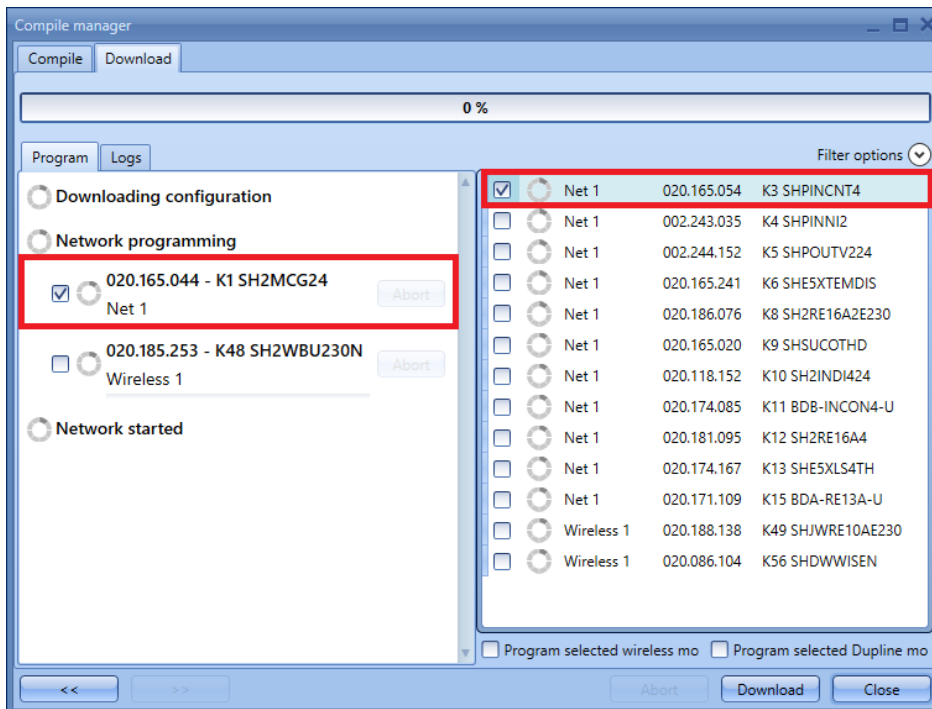 Compile manager
Compile Download
0 %
Program Logs
Filter options
Downloading configuration
Network programming
020.165.044 - K1 SH2MCG24
Net 1
Abort
020.185.253 - K48 SH2WBU230N
Wireless 1
Abort
Network started
Net 1 020.165.054 K3 SHPINCNT4
Net 1 002.243.035 K4 SHPINNI2
Net 1 002.244.152 K5 SHPOUTV224
Net 1 020.165.241 K6 SHE5XTEMDIS
Net 1 020.186.076 K8 SH2RE16A2E230
Net 1 020.165.020 K9 SHSUCOTHD
Net 1 020.118.152 K10 SH2INDI424
Net 1 020.174.085 K11 BDB-INCON4-U
Net 1 020.181.095 K12 SH2RE16A4
Net 1 020.174.167 K13 SHE5XLS4TH
Net 1 020.171.109 K15 BDA-RE13A-U
Wireless 1 020.188.138 K49 SHJWRE10AE230
Wireless 1 020.086.104 K56 SHDWWISEN
Program selected wireless mo Program selected Dupline mo
<< >> Abort Download Close